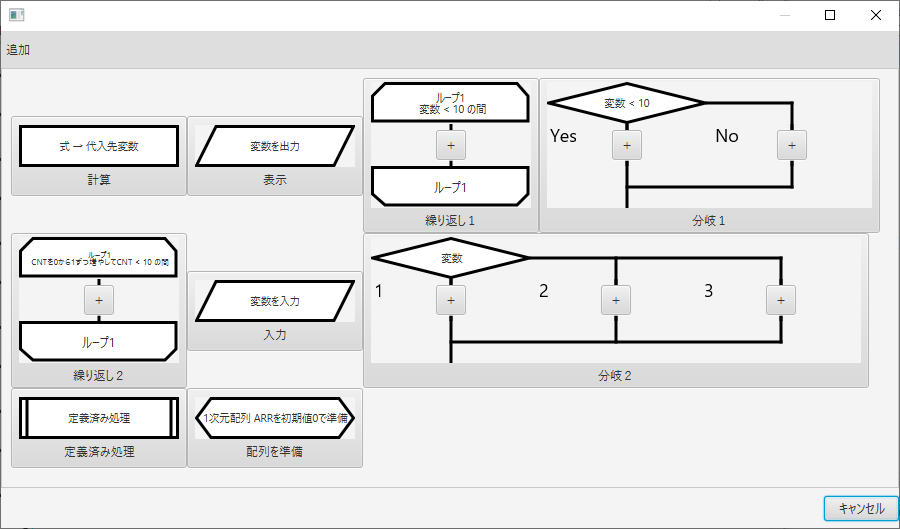 追加
式 → 代入先変数
計算
変数を出力
表示
ループ1
変数 < 10 の間
+
ループ1
繰り返し１
変数 < 10
Yes
No
+
+
分岐１
ループ1
CNTを0から1ずつ増やしてCNT < 10 の間
+
ループ1
繰り返し２
変数を入力
入力
変数
1
2
3
+
+
+
分岐２
定義済み処理
定義済み処理
1次元配列 ARRを初期値0で準備
配列を準備
キャンセル